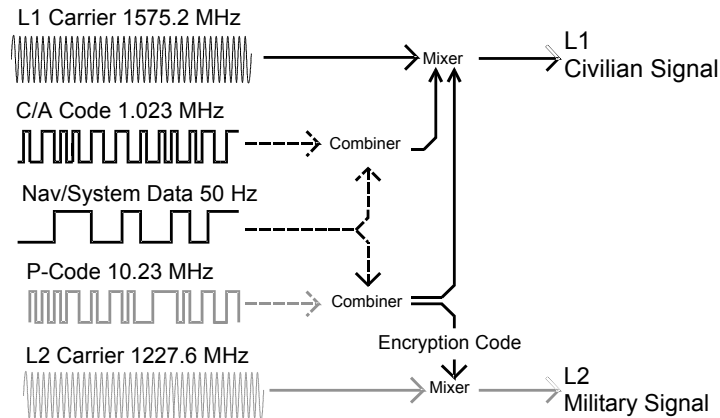 L1 Carrier 1575.2 MHz
Mixer
L1
Civilian Signal
C/A Code 1.023 MHz
Combiner
Nav/System Data 50 Hz
P-Code 10.23 MHz
Combiner
Encryption Code
L2 Carrier 1227.6 MHz
Mixer
L2
Military Signal